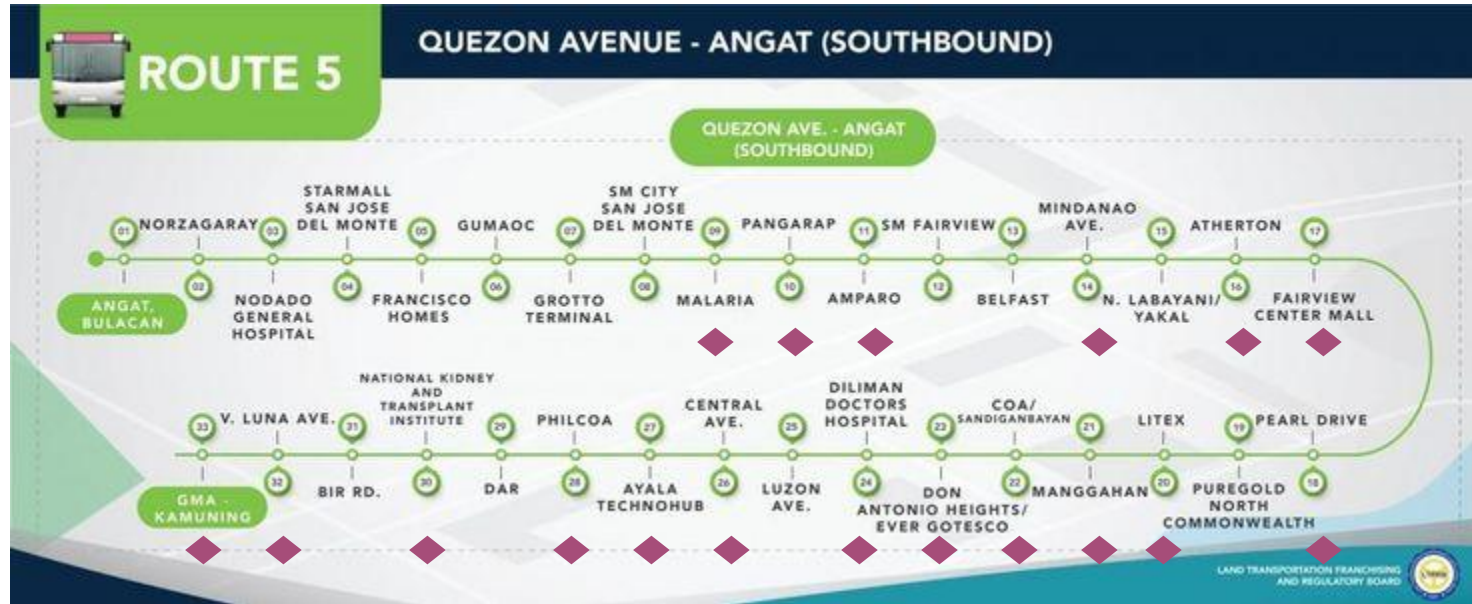 ROUTE 5
QUEZON AVENUE - ANGAT (SOUTHBOUND)
QUEZON AVE. - ANGAT
(SOUTHBOUND)
01
ANGAT,
BULACAN
NORZAGARAY
02
03
NODADO
GENERAL
HOSPITAL
STARMALL
SAN JOSE
DEL MONTE
04
05
FRANCISCO
HOMES
GUMAOC
06
07
GROTTO
TERMINAL
SM CITY
SAN JOSE
DEL MONTE
08
09
MALARIA
PANGARAP
10
11
AMPARO
SM FAIRVIEW
12
13
BELFAST
MINDANAO
AVE.
14
15
N. LABAYANI/
YAKAL
ATHERTON
16
17
FAIRVIEW
CENTER MALL
33
GMA -
KAMUNING
V. LUNA AVE.
32
31
BIR RD.
NATIONAL KIDNEY
AND
TRANSPLANT
INSTITUTE
30
29
DAR
PHILCOA
28
27
AYALA
TECHNOHUB
CENTRAL
AVE.
26
25
LUZON
AVE.
DILIMAN
DOCTORS
HOSPITAL
24
23
DON
ANTONIO HEIGHTS/
EVER GOTESCO
COA/
SANDIGANBAYAN
22
21
MANGGAHAN
LITEX
20
19
PUREGOLD
NORTH
COMMONWEALTH
PEARL DRIVE
18
LAND TRANSPORTATION FRANCHISING
AND REGULATORY BOARD